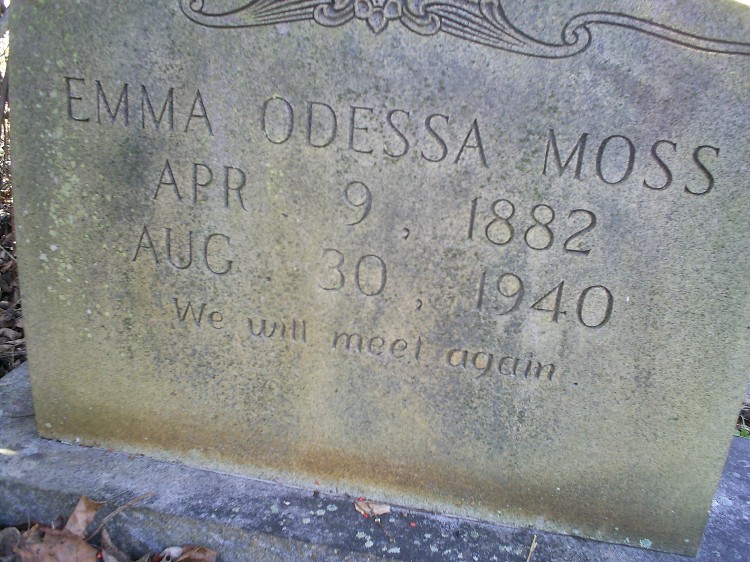 EMMA ODESSA MOSS
APR 9, 1882
AUG 30, 1940
We will meet again